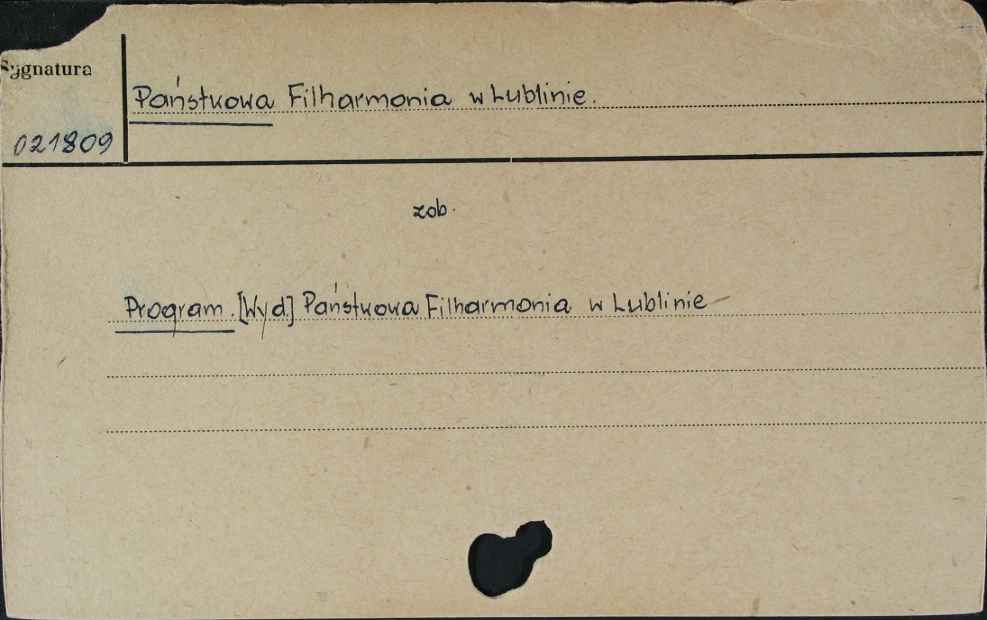 Sygnatura
Państwowa Filharmonia w Lublinie.
021809
zob.
Program. [Wyd.] Państwowa Filharmonia w Lublinie